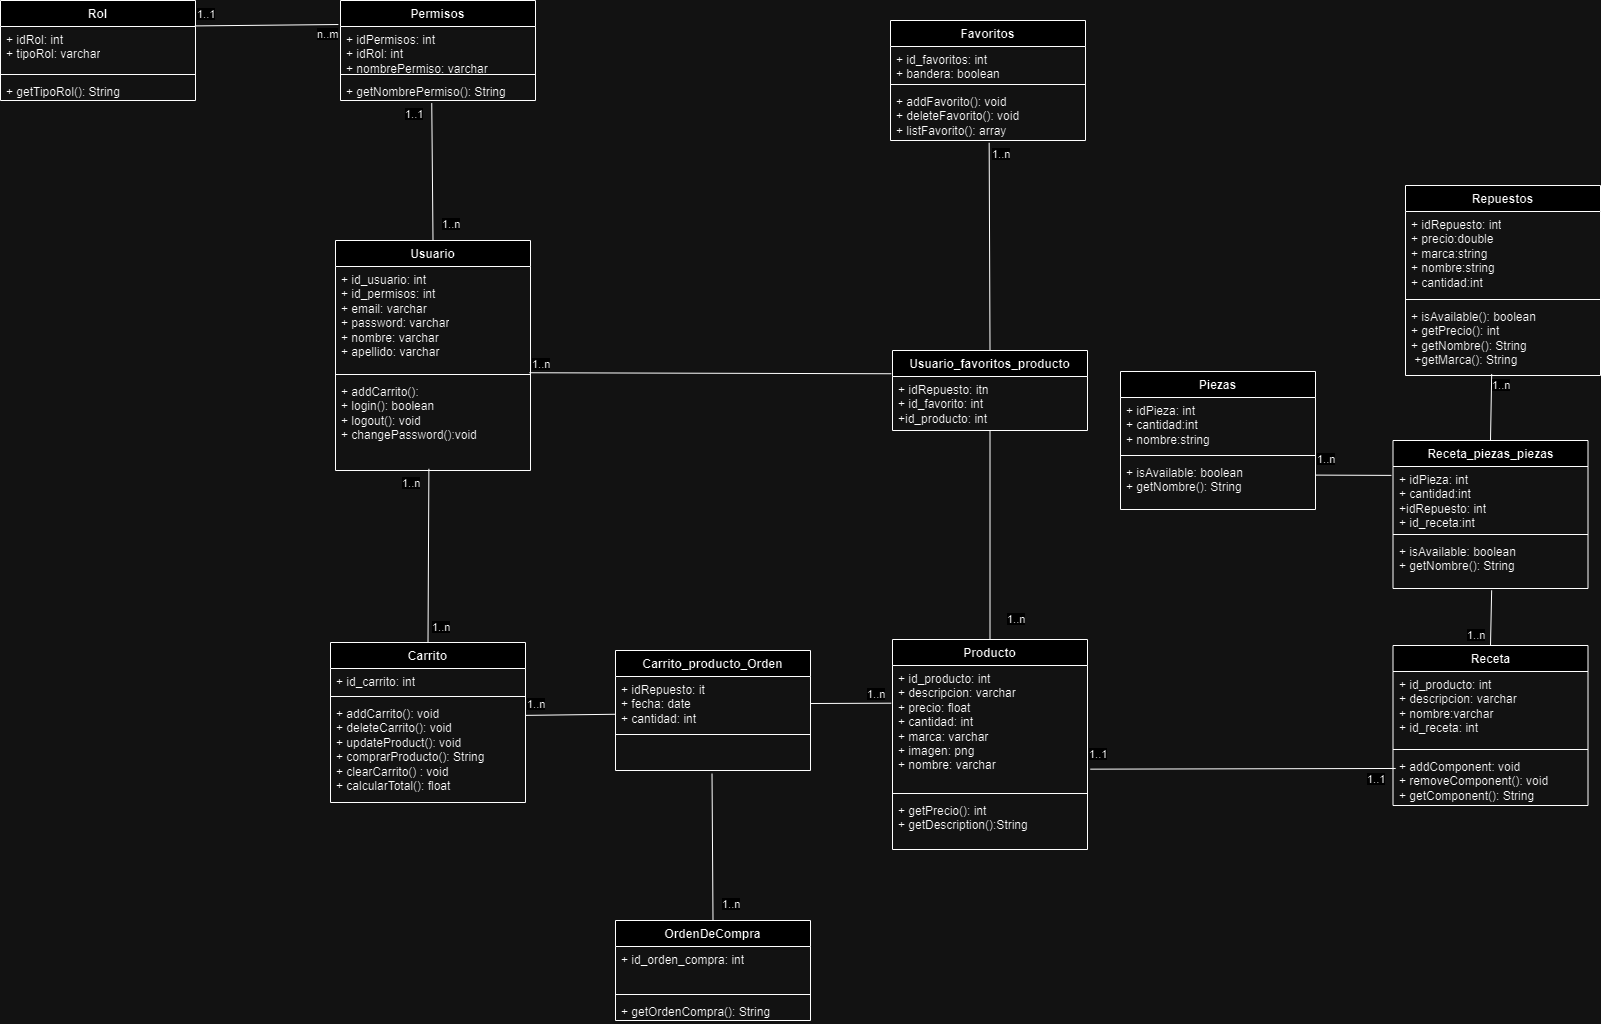 Rol
+ idRol: int
+ tipoRol: varchar
+ getTipoRol(): String
1..1
n..m
Permisos
+ idPermisos: int
+ idRol: int
+ nombrePermiso: varchar
+ getNombrePermiso(): String
1..1
1..n
Favoritos
+ id_favoritos: int
+ bandera: boolean
+ addFavorito(): void
+ deleteFavorito(): void
+ listFavorito(): array
1..n
Repuestos
+ idRepuesto: int
+ precio:double
+ marca:string
+ nombre:string
+ cantidad:int
+ isAvailable(): boolean
+ getPrecio(): int
+ getNombre(): String
+getMarca(): String
1..n
Usuario
+ id_usuario: int
+ id_permisos: int
+ email: varchar
+ password: varchar
+ nombre: varchar
+ apellido: varchar
+ addCarrito():
+ login(): boolean
+ logout(): void
+ changePassword():void
1..n
1..n
Usuario_favoritos_producto
+ idRepuesto: itn
+ id_favorito: int
+id_producto: int
Piezas
+ idPieza: int
+ cantidad:int
+ nombre:string
+ isAvailable: boolean
+ getNombre(): String
1..n
Receta_piezas_piezas
+ idPieza: int
+ cantidad:int
+idRepuesto: int
+ id_receta:int
+ isAvailable: boolean
+ getNombre(): String
1..n
1..n
1..n
Carrito
+ id_carrito: int
+ addCarrito(): void
+ deleteCarrito(): void
+ updateProduct(): void
+ comprarProducto(): String
+ clearCarrito() : void
+ calcularTotal(): float
1..n
Carrito_producto_Orden
+ idRepuesto: it
+ fecha: date
+ cantidad: int
1..n
Producto
+ id_producto: int
+ descripcion: varchar
+ precio: float
+ cantidad: int
+ marca: varchar
+ imagen: png
+ nombre: varchar
+ getPrecio(): int
+ getDescription():String
1..1
1..1
Receta
+ id_producto: int
+ descripcion: varchar
+ nombre:varchar
+ id_receta: int
+ addComponent: void
+ removeComponent(): void
+ getComponent(): String
1..n
OrdenDeCompra
+ id_orden_compra: int
+ getOrdenCompra(): String